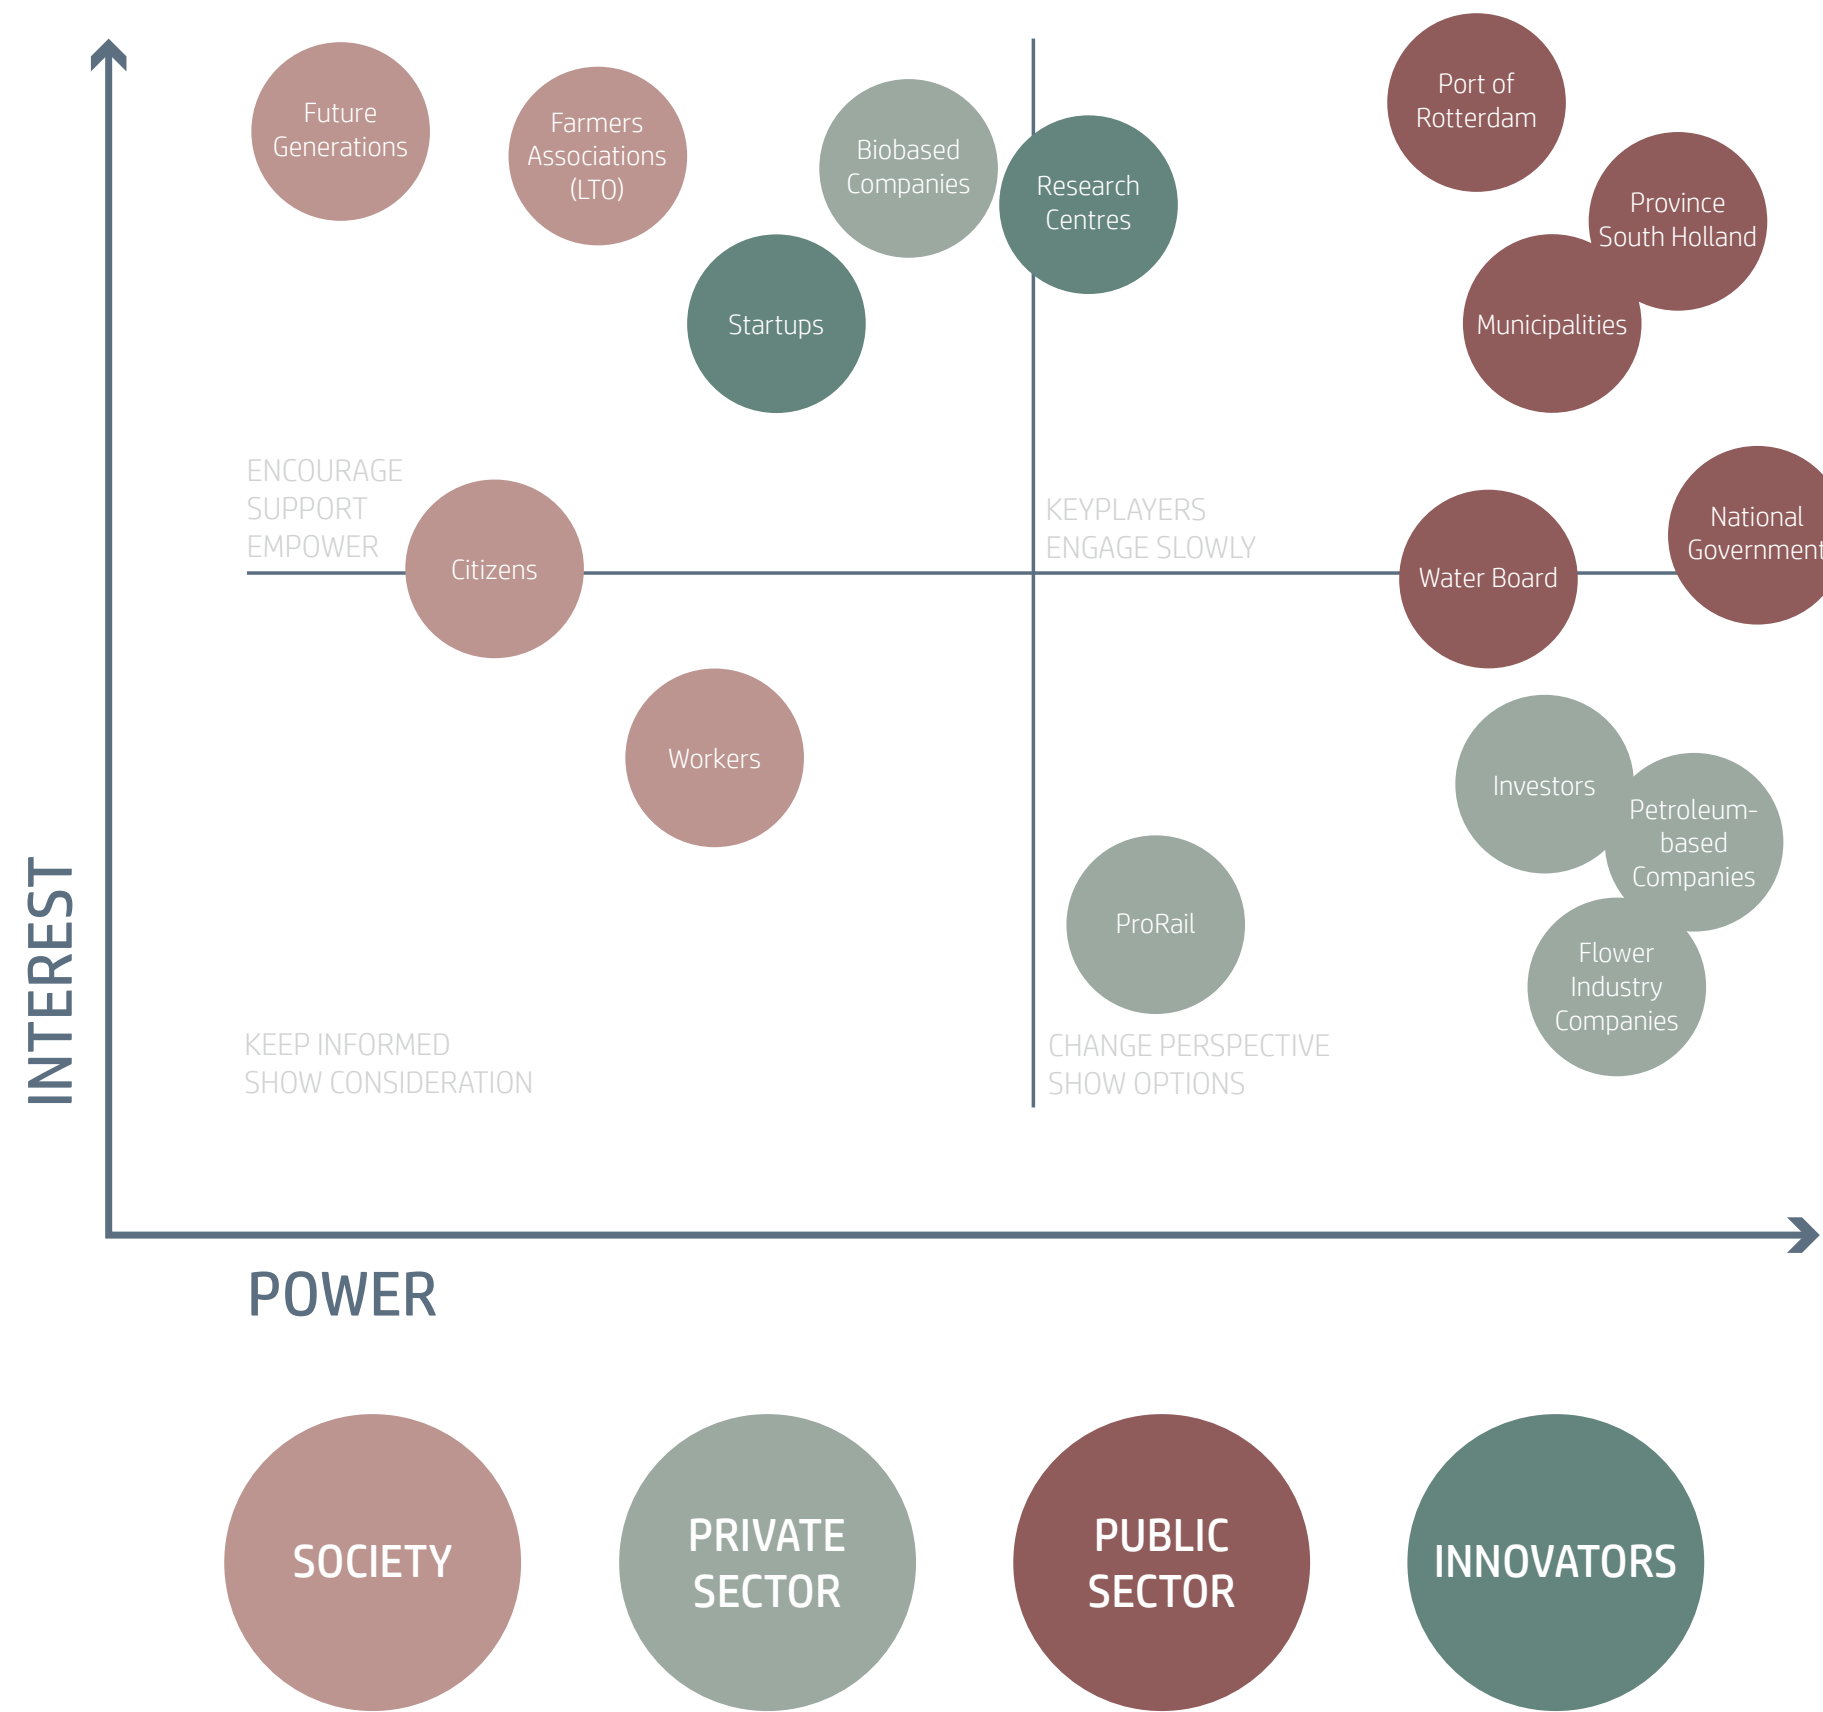 Future
Generations
Farmers
Associations
(LTO)
Biobased
Companies
Research
Centres
Port of
Rotterdam
Province
South Holland
Startups
Municipalities
ENCOURAGE
SUPPORT
EMPOWER
KEYPLAYERS
ENGAGE SLOWLY
National
Government
Citizens
Water Board
Workers
Investors
Petroleum-
based
Companies
ProRail
Flower
Industry
Companies
KEEP INFORMED
SHOW CONSIDERATION
CHANGE PERSPECTIVE
SHOW OPTIONS
INTEREST
POWER
SOCIETY
PRIVATE
SECTOR
PUBLIC
SECTOR
INNOVATORS